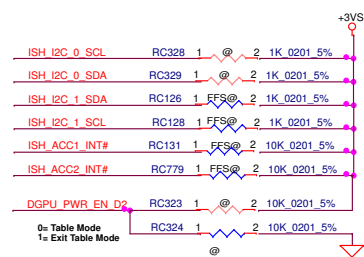 +3VS
ISH_I2C_0_SCL RC328 1 @ 2 1K_0201_5%
ISH_I2C_0_SDA RC329 1 @ 2 1K_0201_5%
ISH_I2C_1_SDA RC126 1 FFS@ 2 1K_0201_5%
ISH_I2C_1_SCL RC128 1 FFS@ 2 1K_0201_5%
ISH_ACC1_INT# RC131 1 FFS@ 2 10K_0201_5%
ISH_ACC2_INT# RC779 1 FFS@ 2 10K_0201_5%
DGPU_PWR_EN_D2 RC323 1 @ 2 10K_0201_5%
0= Table Mode RC324 1 2 10K_0201_5%
1= Exit Table Mode
@